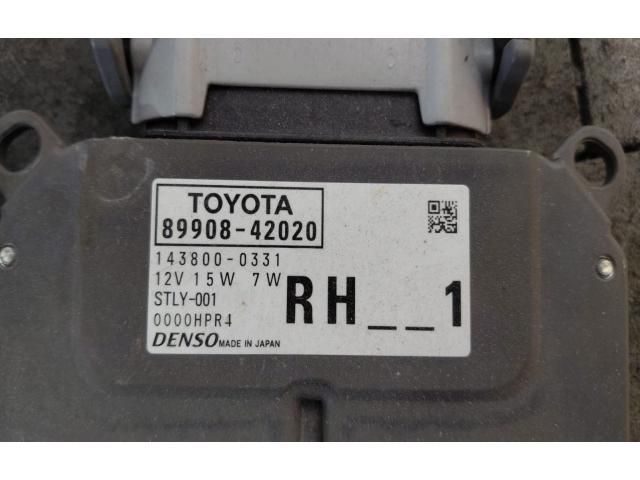 TOYOTA
89908-42020
143800-0331
12V 15W 7W
STLY-001
0000HPR4
RH__1
DENSO MADE IN JAPAN